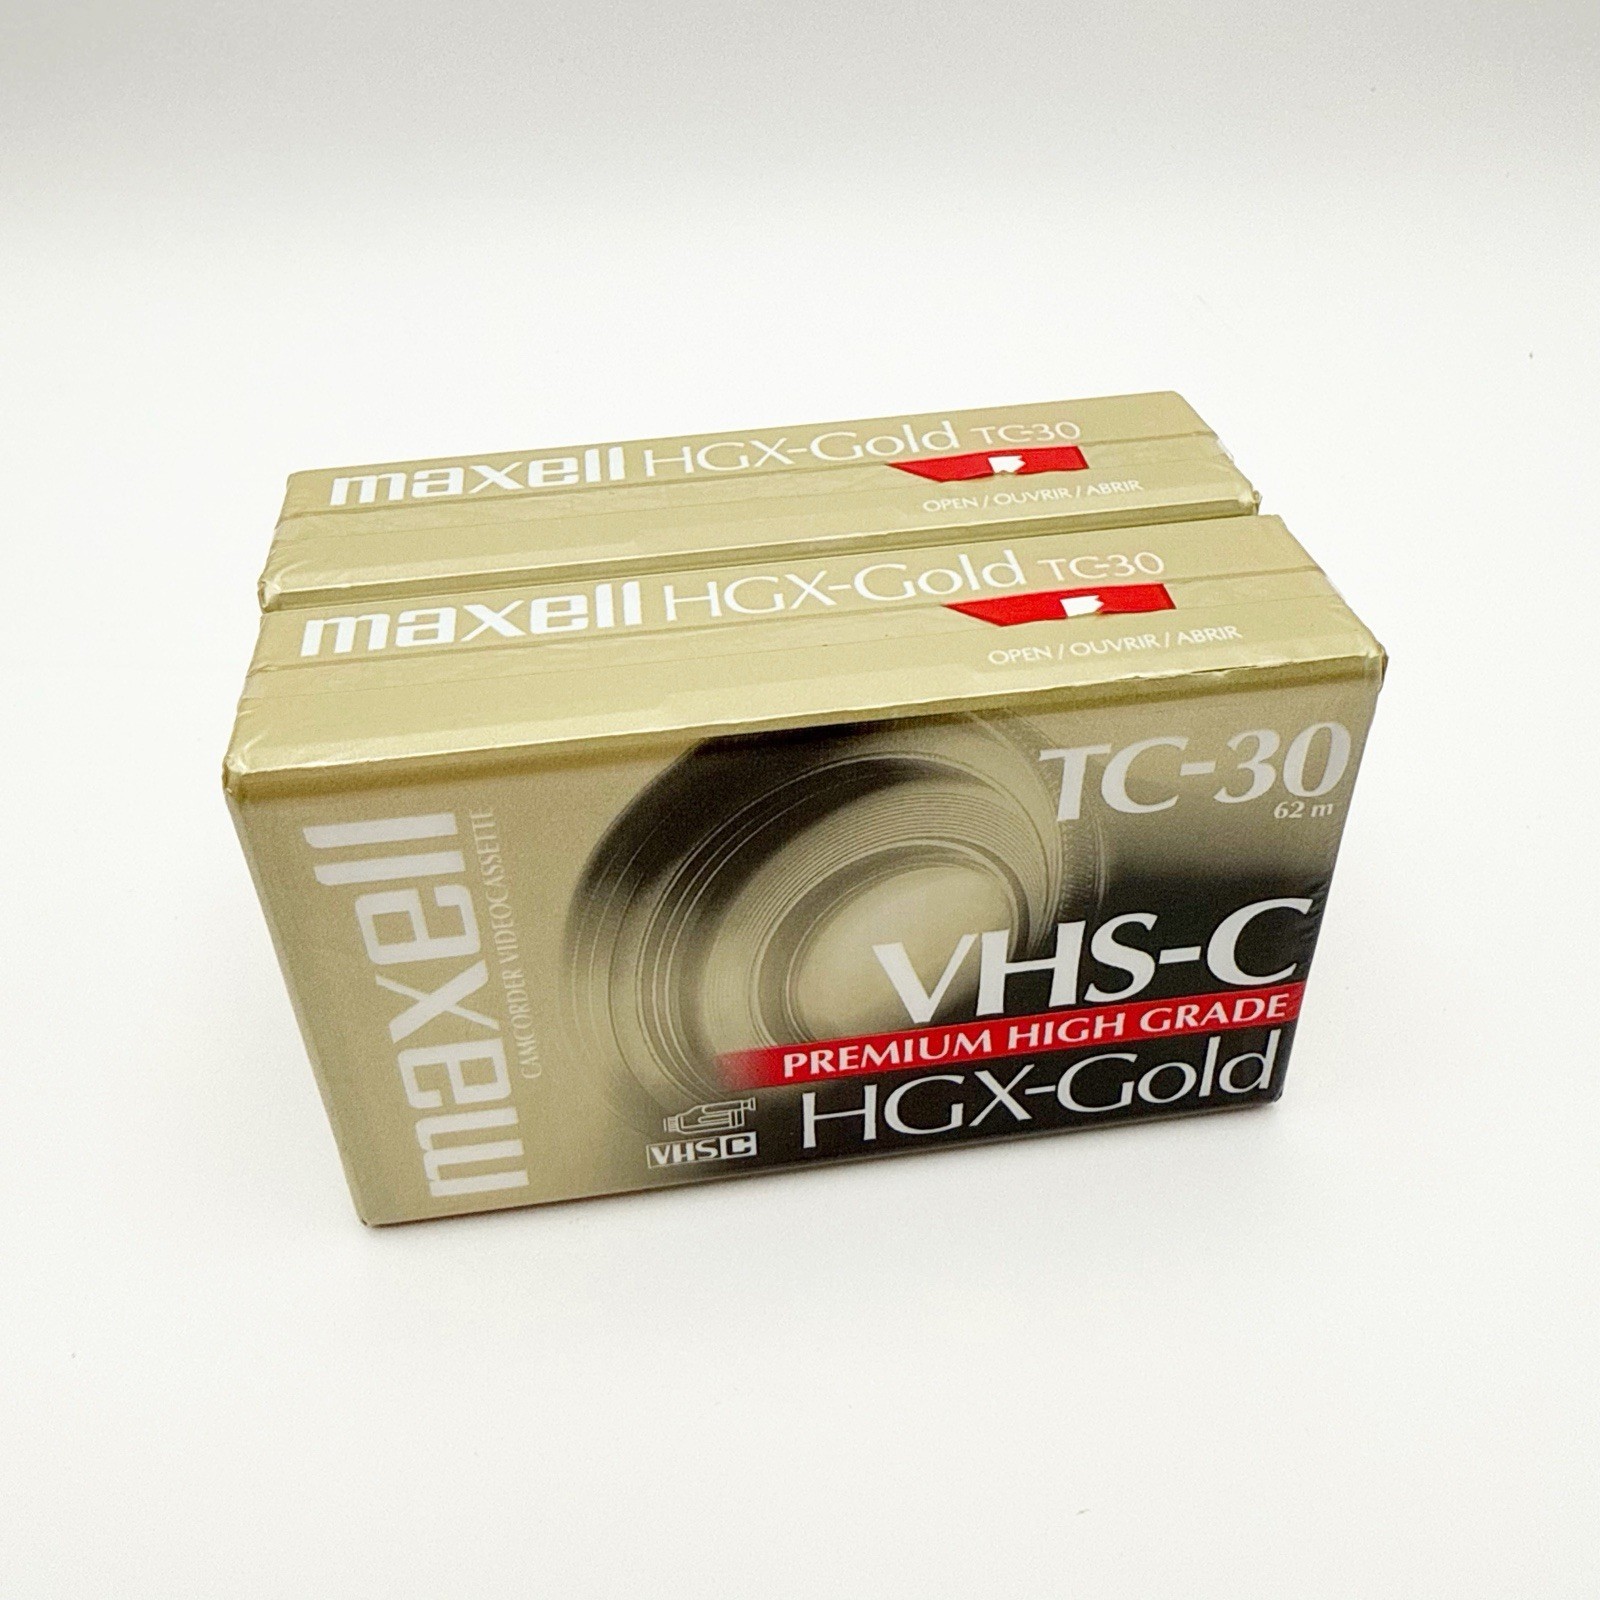 maxell HGX-Gold TC-30
OPEN / OUVRIR / ABRIR
maxell HGX-Gold TC-30
OPEN / OUVRIR / ABRIR
maxell
CAMCORDER VIDEOCASSETTE
TC-30
62 m
VHS-C
PREMIUM HIGH GRADE
HGX-Gold
VHS C